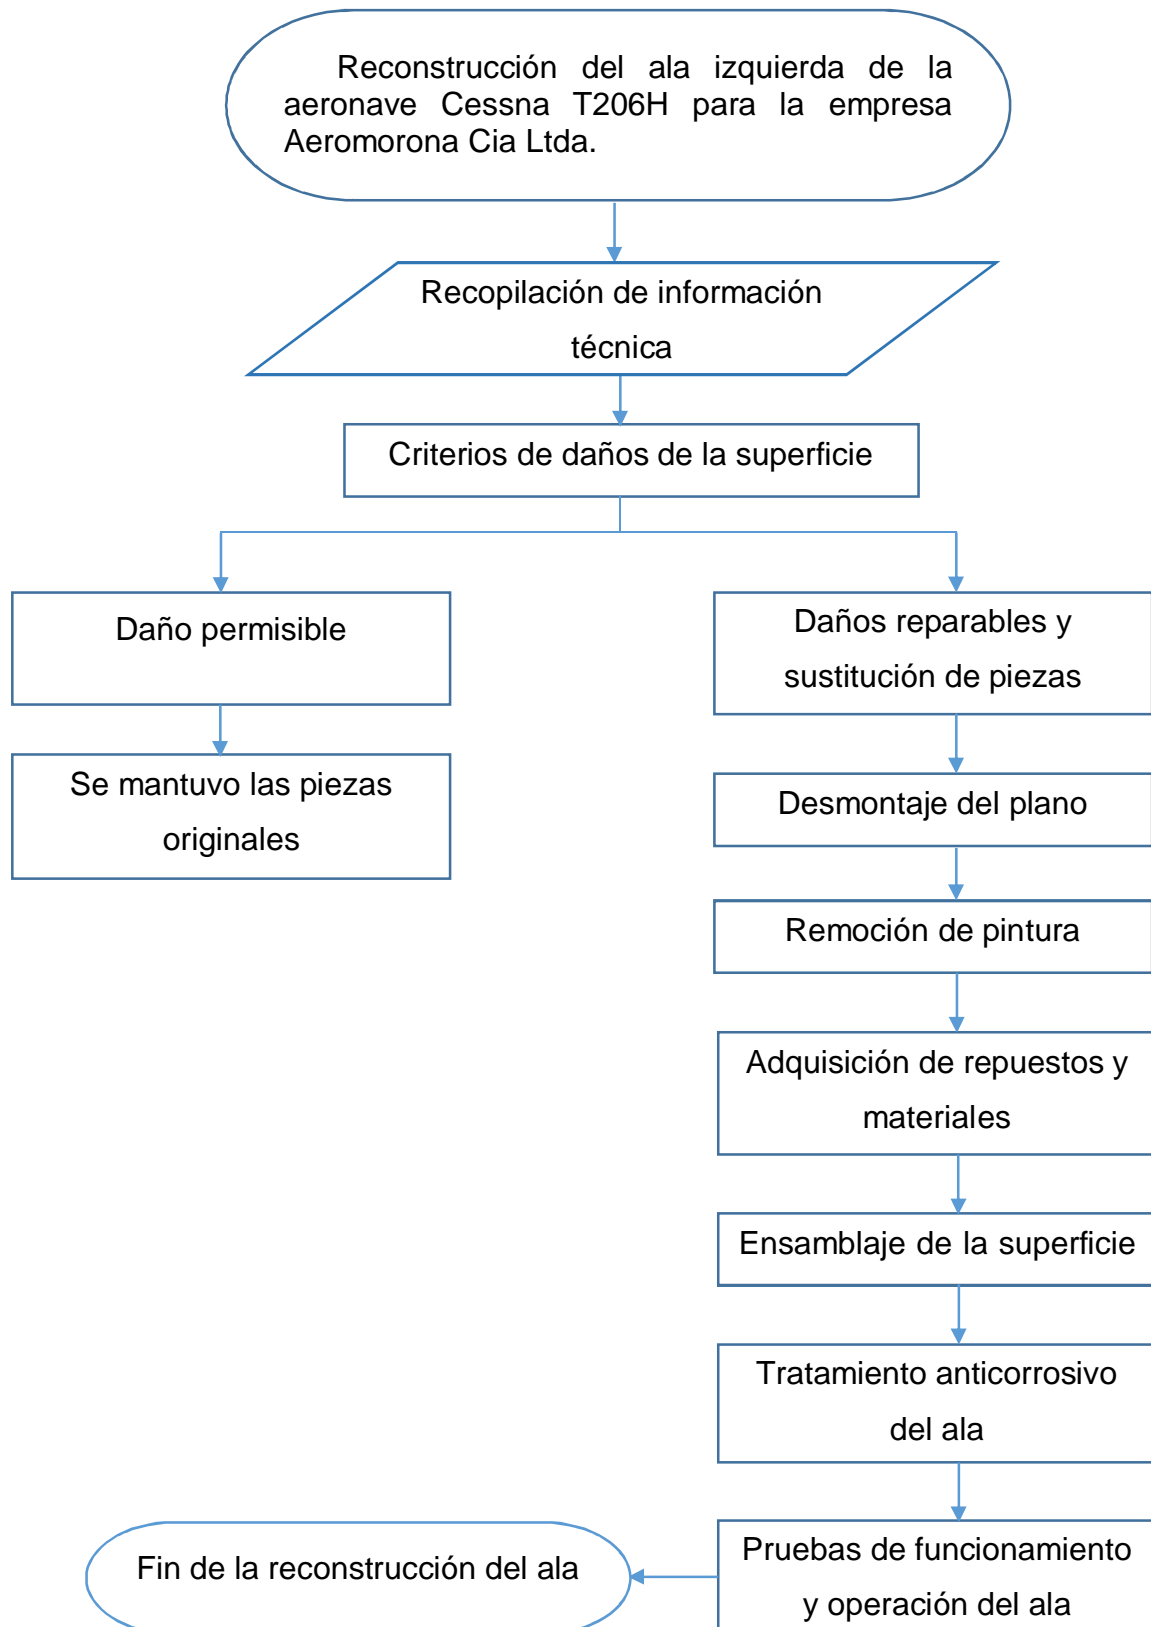 Reconstrucción del ala izquierda de la
aeronave Cessna T206H para la empresa
Aeromorona Cia Ltda.
Recopilación de información
técnica
Criterios de daños de la superficie
Daño permisible
Se mantuvo las piezas
originales
Daños reparables y
sustitución de piezas
Desmontaje del plano
Remoción de pintura
Adquisición de repuestos y
materiales
Ensamblaje de la superficie
Tratamiento anticorrosivo
del ala
Pruebas de funcionamiento
y operación del ala
Fin de la reconstrucción del ala